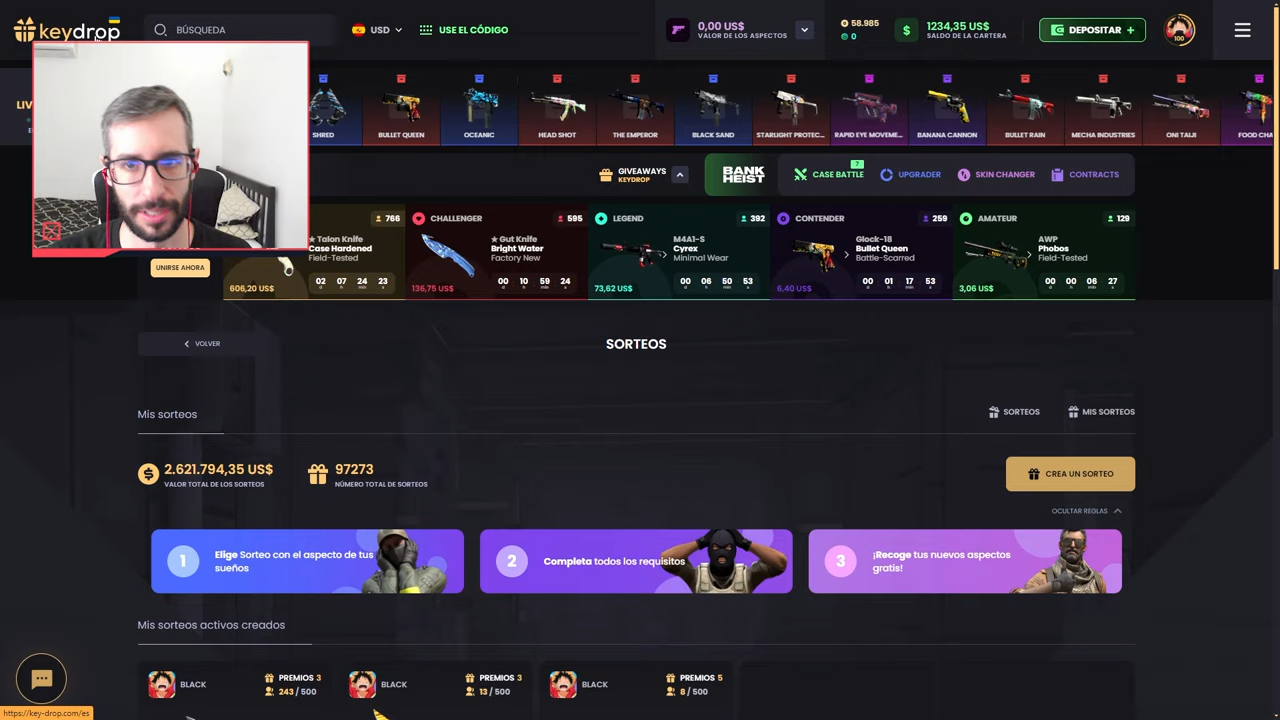 keydrop
BÚSQUEDA
USD
USE EL CÓDIGO
0,00 US$
VALOR DE LOS ASPECTOS
58.985
0
$
1234,35 US$
SALDO DE LA CARTERA
DEPOSITAR +
100
LIV
SHRED
BULLET QUEEN
OCEANIC
HEAD SHOT
THE EMPEROR
BLACK SAND
STARLIGHT PROTEC...
RAPID EYE MOVEME...
BANANA CANNON
BULLET RAIN
MECHA INDUSTRIES
ONI TAIJI
FOOD CHA
GIVEAWAYS
KEYDROP
BANK
HEIST
CASE BATTLE
7
UPGRADER
SKIN CHANGER
CONTRACTS
766
★ Talon Knife
Case Hardened
Field-Tested
606,20 US$
02 07 24 23
d h min s
CHALLENGER
595
★ Gut Knife
Bright Water
Factory New
136,75 US$
00 10 59 24
d h min s
LEGEND
392
M4A1-S
Cyrex
Minimal Wear
73,62 US$
00 06 50 53
d h min s
CONTENDER
259
Glock-18
Bullet Queen
Battle-Scarred
6,40 US$
00 01 17 53
d h min s
AMATEUR
129
AWP
Phobos
Field-Tested
3,06 US$
00 00 06 27
d h min s
UNIRSE AHORA
VOLVER
SORTEOS
Mis sorteos
SORTEOS
MIS SORTEOS
2.621.794,35 US$
VALOR TOTAL DE LOS SORTEOS
97273
NÚMERO TOTAL DE SORTEOS
CREA UN SORTEO
OCULTAR REGLAS
1
Elige Sorteo con el aspecto de tus
sueños
2
Completa todos los requisitos
3
¡Recoge tus nuevos aspectos
gratis!
Mis sorteos activos creados
BLACK
PREMIOS 3
243 / 500
BLACK
PREMIOS 3
13 / 500
BLACK
PREMIOS 5
8 / 500
https://key-drop.com/es